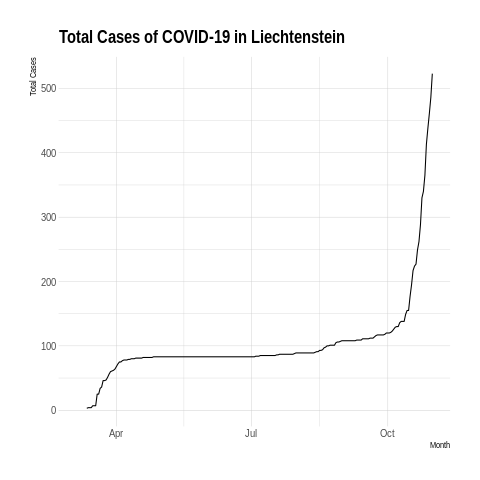 Total Cases of COVID-19 in Liechtenstein
Total Cases
500
400
300
200
100
0
Apr
Jul
Oct
Month